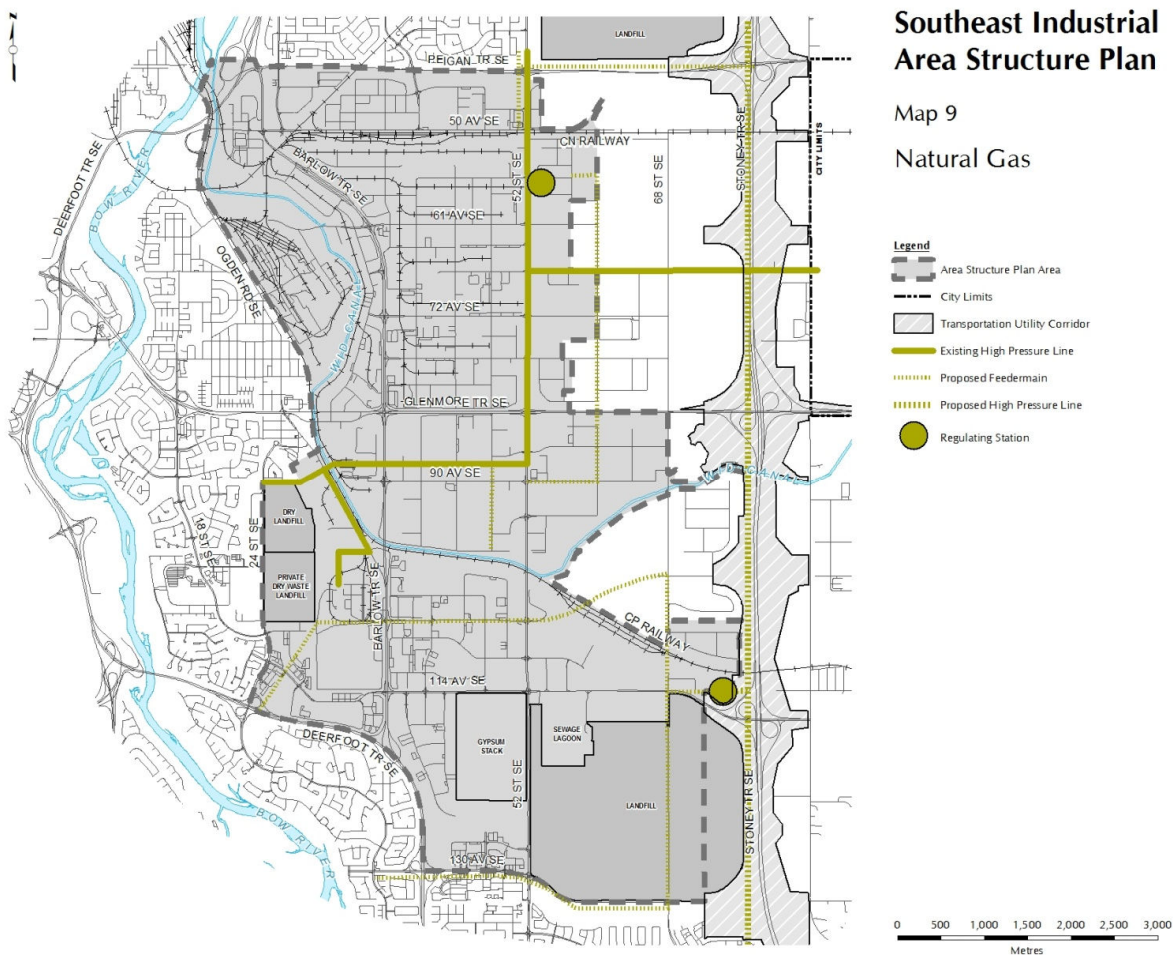 Southeast Industrial
Area Structure Plan
Map 9
Natural Gas
Legend
Area Structure Plan Area
City Limits
Transportation Utility Corridor
Existing High Pressure Line
Proposed Feedermain
Proposed High Pressure Line
Regulating Station
0 500 1,000 1,500 2,000 2,500 3,000
Metres
N
LANDFILL
PEIGAN TR SE
50 AV SE
CN RAILWAY
CITY LIMITS
STONEY TR SE
BARLOW TR SE
52 ST SE
68 ST SE
DEERFOOT TR SE
BOW RIVER
61 AV SE
OGDEN RD SE
WID CANAL
72 AV SE
GLENMORE TR SE
90 AV SE
WID CANAL
DRY
LANDFILL
24 ST SE
18 ST SE
PRIVATE
DRY WASTE
LANDFILL
BARLOW TR SE
CP RAILWAY
114 AV SE
DEERFOOT TR SE
GYPSUM
STACK
SEWAGE
LAGOON
52 ST SE
LANDFILL
STONEY TR SE
BOW RIVER
130 AV SE